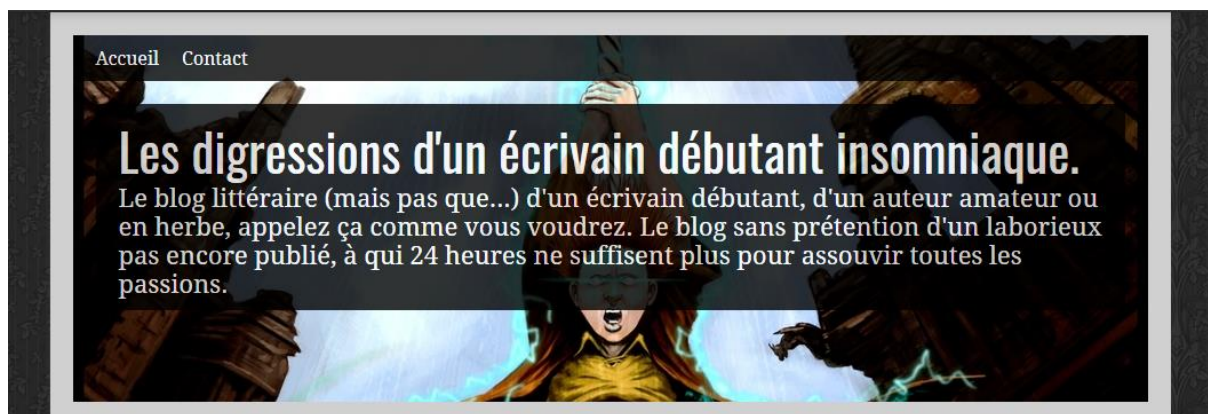 Accueil Contact
Les digressions d'un écrivain débutant insomniaque.
Le blog littéraire (mais pas que...) d'un écrivain débutant, d'un auteur amateur ou
en herbe, appelez ça comme vous voudrez. Le blog sans prétention d'un laborieux
pas encore publié, à qui 24 heures ne suffisent plus pour assouvir toutes les
passions.